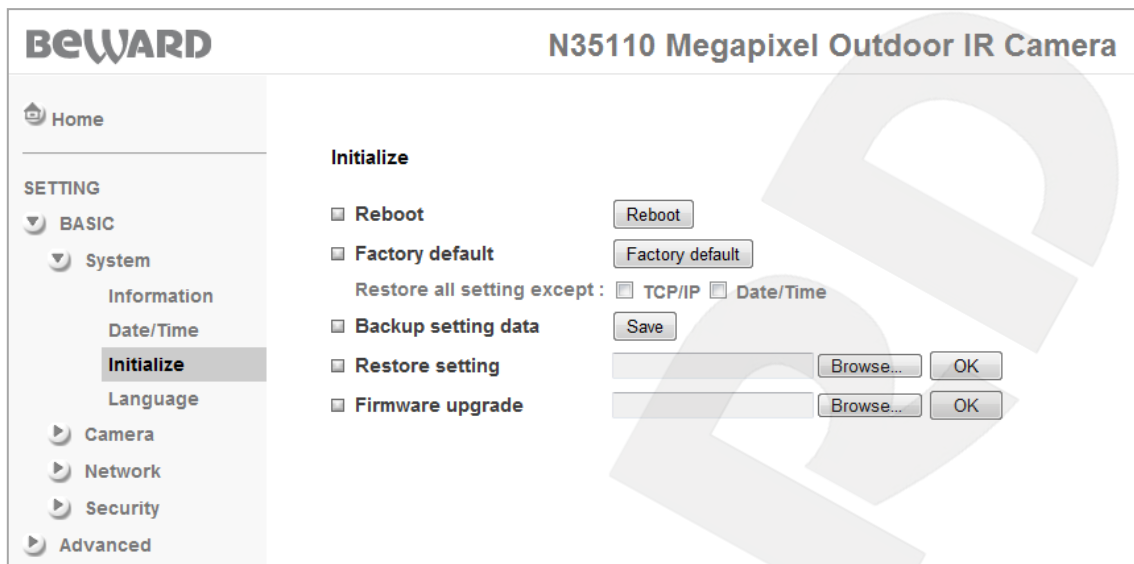 BEWARD
N35110 Megapixel Outdoor IR Camera
Home
SETTING
BASIC
System
Information
Date/Time
Initialize
Language
Camera
Network
Security
Advanced
Initialize
Reboot Reboot
Factory default Factory default
Restore all setting except : TCP/IP Date/Time
Backup setting data Save
Restore setting Browse... OK
Firmware upgrade Browse... OK